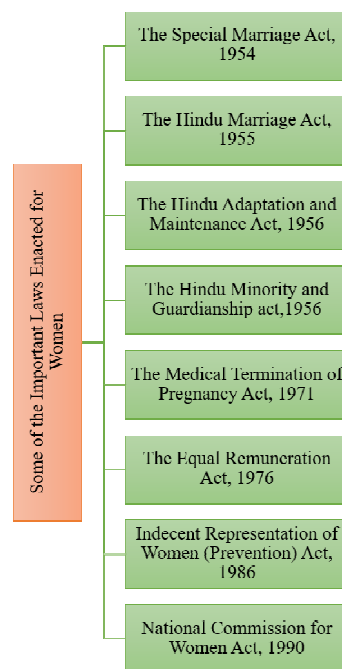 Some of the Important Laws Enacted for
Women
The Special Marriage Act,
1954
The Hindu Marriage Act,
1955
The Hindu Adaptation and
Maintenance Act, 1956
The Hindu Minority and
Guardianship act,1956
The Medical Termination of
Pregnancy Act, 1971
The Equal Remuneration
Act, 1976
Indecent Representation of
Women (Prevention) Act,
1986
National Commission for
Women Act, 1990